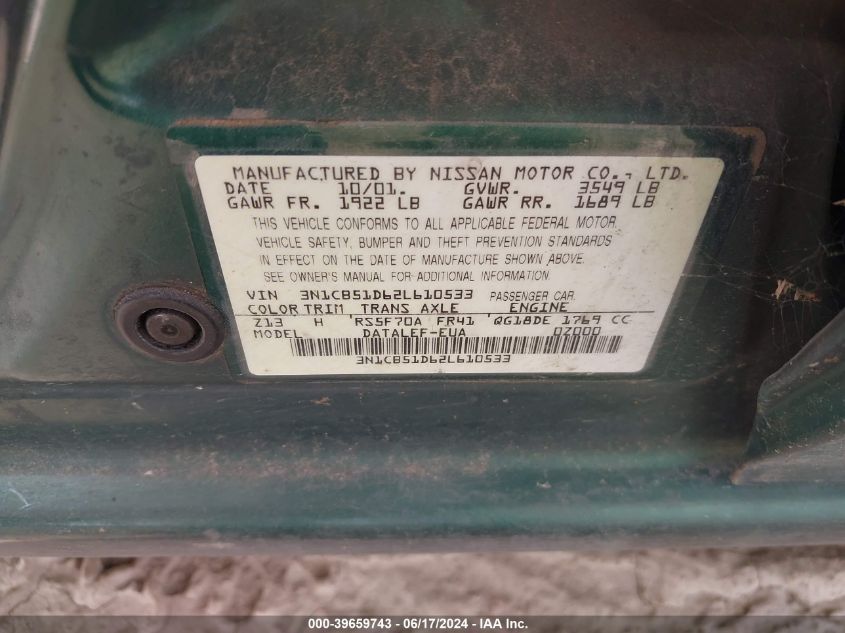 MANUFACTURED BY NISSAN MOTOR CO., LTD.
DATE 10/01. GVWR. 3549 LB
GAWR FR. 1922 LB GAWR RR. 1689 LB
THIS VEHICLE CONFORMS TO ALL APPLICABLE FEDERAL MOTOR
VEHICLE SAFETY, BUMPER AND THEFT PREVENTION STANDARDS
IN EFFECT ON THE DATE OF MANUFACTURE SHOWN ABOVE.
SEE OWNER'S MANUAL FOR ADDITIONAL INFORMATION.
VIN 3N1CB51D62L610533 PASSENGER CAR.
COLOR TRIM TRANS AXLE ENGINE
Z13 H RS5F70A FR41 QG18DE 1769 CC
MODEL DATALEF-EUA 0Z000
3N1CB51D62L610533
000-39659743 - 06/17/2024 - IAA Inc.